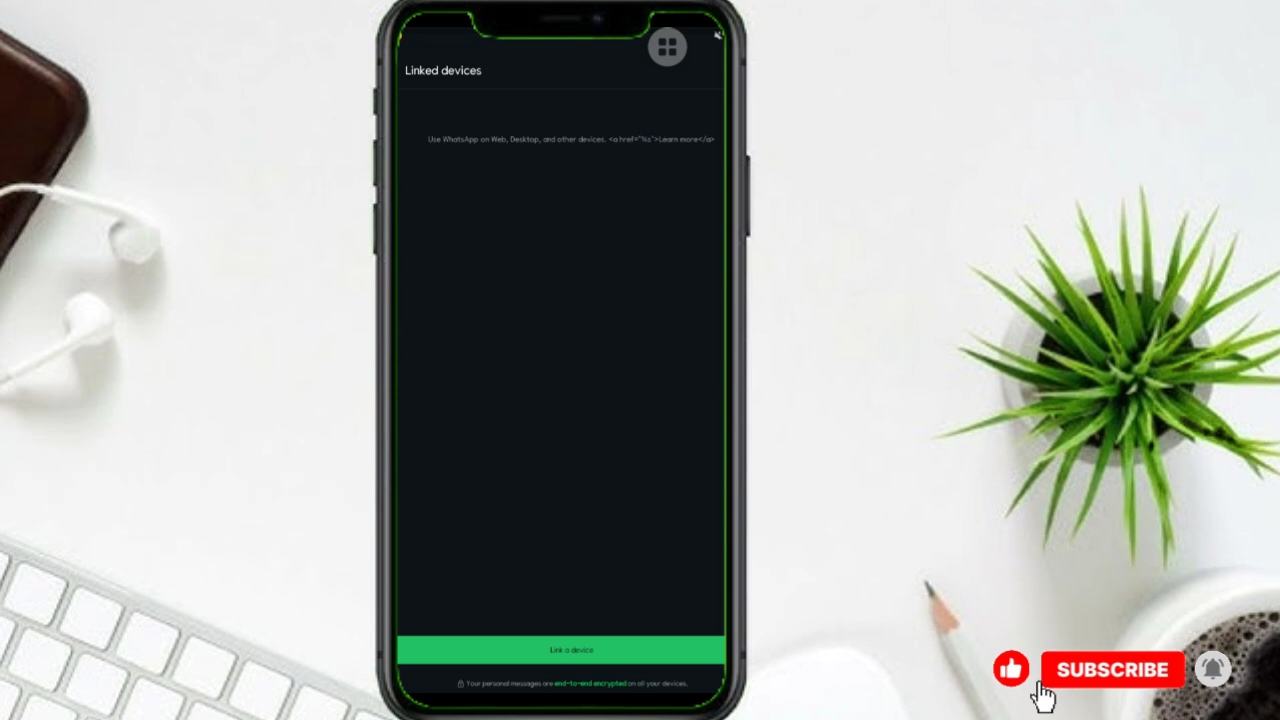 Linked devices
Use WhatsApp on Web, Desktop, and other devices. <a href="%s">Learn more</a>
Link a device
Your personal messages are end-to-end encrypted on all your devices.
SUBSCRIBE